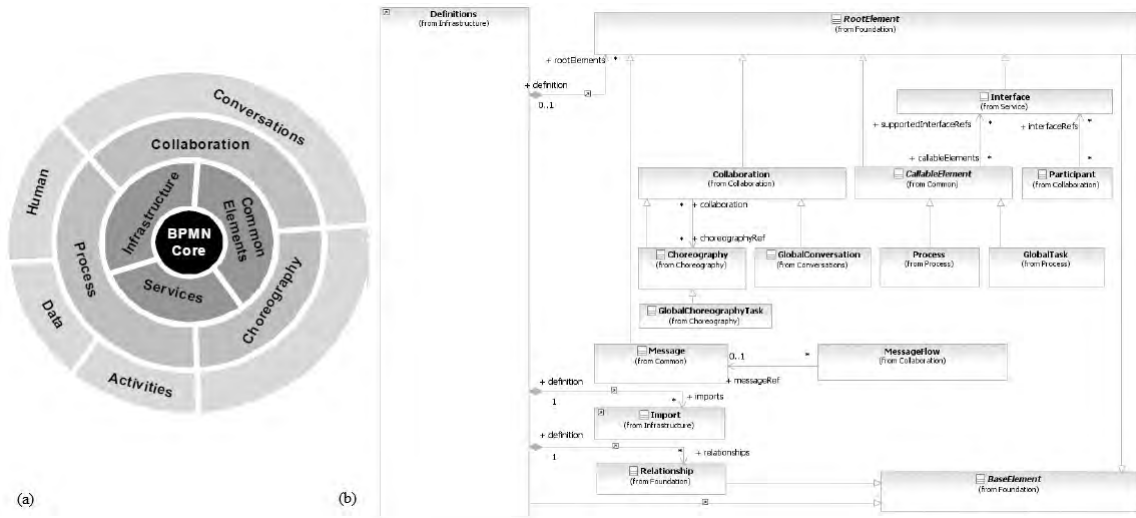 (a)
Conversations
Collaboration
Human
Infrastructure
Common
Elements
BPMN
Core
Process
Services
Choreography
Data
Activities
(b)
Definitions
(from Infrastructure)
RootElement
(from Foundation)
+ rootElements *
+ definition
0..1
Interface
(from Service)
+ supportedInterfaceRefs *
+ interfaceRefs *
+ callableElements *
*
Collaboration
(from Collaboration)
CallableElement
(from Common)
Participant
(from Collaboration)
* + collaboration
* + choreographyRef
Choreography
(from Choreography)
GlobalConversation
(from Conversations)
Process
(from Process)
GlobalTask
(from Process)
GlobalChoreographyTask
(from Choreography)
Message
(from Common)
0..1
*
MessageFlow
(from Collaboration)
+ messageRef
+ definition
1
* + imports
Import
(from Infrastructure)
+ definition
1
* + relationships
Relationship
(from Foundation)
BaseElement
(from Foundation)